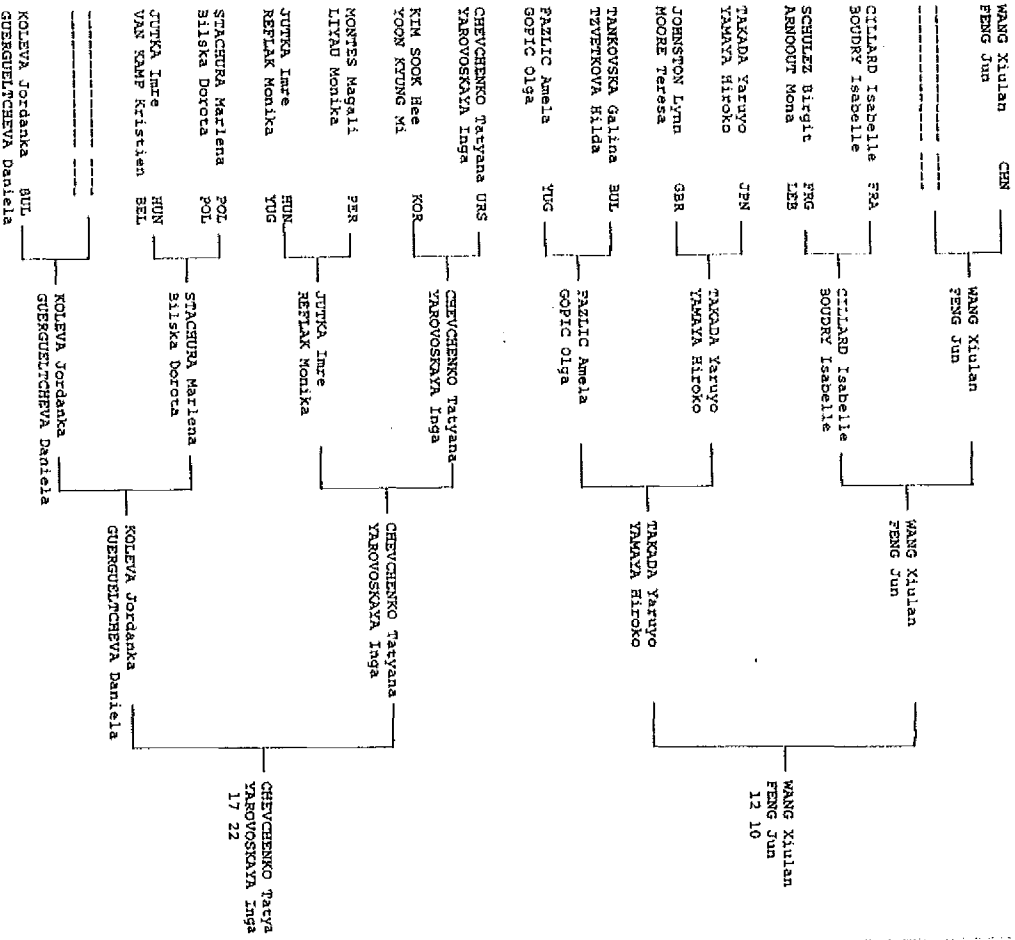 WANG Xiulan CHN
FENG Jun
------------- ----
------------- ----
CILLARD Isabelle FRA
BOUDRY Isabelle
SCHULEZ Birgit FRG
ARNOOUT Mona LEB
TAKADA Yaruyo JPN
YAMAYA Hiroko
JOHNSTON Lynn GBR
MOORE Teresa
TANKOVSKA Galina BUL
TZVETKOVA Hilda
FAZLIC Amela YUG
GOPIC Olga
CHEVCHENKO Tatyana URS
YAROVOSKAYA Inga
KIM SOOK Hee KOR
YOON KYUNG Mi
MONTES Magali PER
LIYAU Monika
JUTKA Imre HUN
REFLAK Monika YUG
STACHURA Marlena POL
Bilska Dorota POL
JUTKA Imre HUN
VAN KAMP Kristien BEL
------------- ----
------------- ----
KOLEVA Jordanka BUL
GUERGUELTCHEVA Daniela
WANG Xiulan
FENG Jun
CILLARD Isabelle
BOUDRY Isabelle
TAKADA Yaruyo
YAMAYA Hiroko
FAZLIC Amela
GOPIC Olga
CHEVCHENKO Tatyana
YAROVOSKAYA Inga
JUTKA Imre
REFLAK Monika
STACHURA Marlena
Bilska Dorota
KOLEVA Jordanka
GUERGUELTCHEVA Daniela
WANG Xiulan
FENG Jun
TAKADA Yaruyo
YAMAYA Hiroko
CHEVCHENKO Tatyana
YAROVOSKAYA Inga
KOLEVA Jordanka
GUERGUELTCHEVA Daniela
WANG Xiulan
FENG Jun
12 10
CHEVCHENKO Tatya
YAROVOSKAYA Inga
17 22